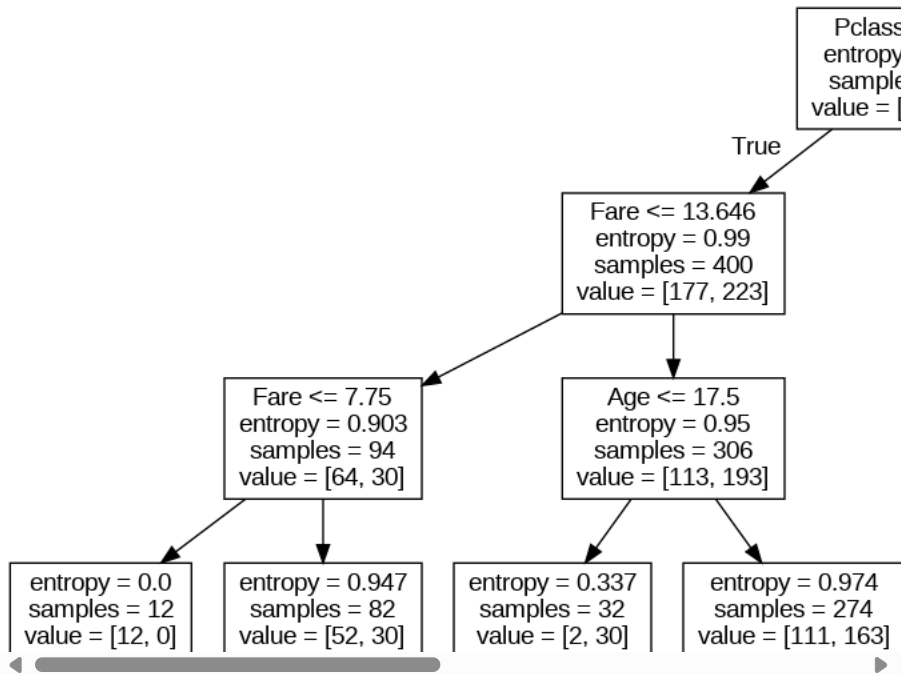 Pclass
entropy
sample
value = [
True
Fare <= 13.646
entropy = 0.99
samples = 400
value = [177, 223]
Fare <= 7.75
entropy = 0.903
samples = 94
value = [64, 30]
Age <= 17.5
entropy = 0.95
samples = 306
value = [113, 193]
entropy = 0.0
samples = 12
value = [12, 0]
entropy = 0.947
samples = 82
value = [52, 30]
entropy = 0.337
samples = 32
value = [2, 30]
entropy = 0.974
samples = 274
value = [111, 163]